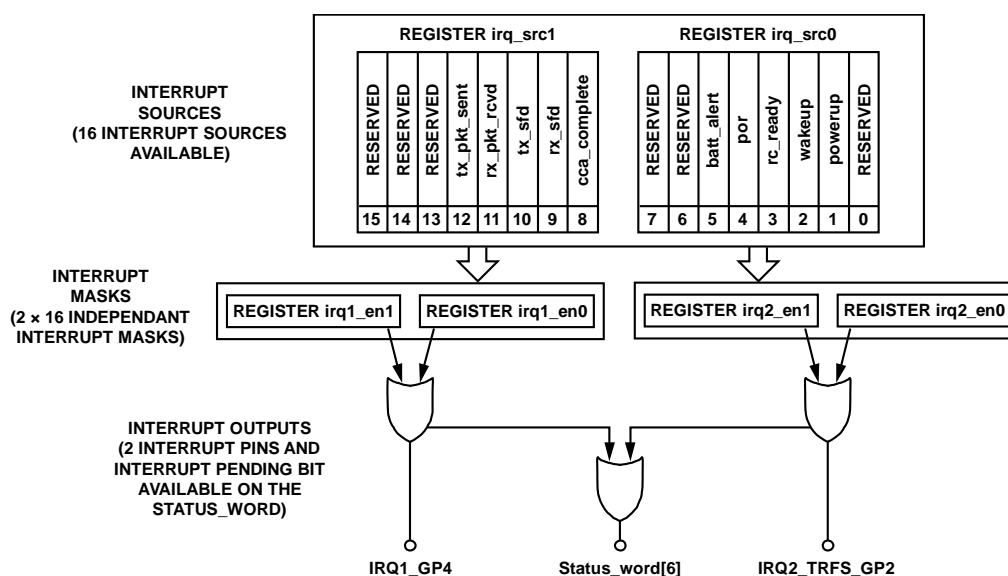 REGISTER irq_src1
REGISTER irq_src0
INTERRUPT
SOURCES
(16 INTERRUPT SOURCES
AVAILABLE)
RESERVED
RESERVED
RESERVED
tx_pkt_sent
rx_pkt_rcvd
tx_sfd
rx_sfd
cca_complete
RESERVED
RESERVED
batt_alert
por
rc_ready
wakeup
powerup
RESERVED
15 14 13 12 11 10 9 8
7 6 5 4 3 2 1 0
INTERRUPT
MASKS
(2 × 16 INDEPENDANT
INTERRUPT MASKS)
REGISTER irq1_en1
REGISTER irq1_en0
REGISTER irq2_en1
REGISTER irq2_en0
INTERRUPT OUTPUTS
(2 INTERRUPT PINS AND
INTERRUPT PENDING BIT
AVAILABLE ON THE
STATUS_WORD)
IRQ1_GP4
Status_word[6]
IRQ2_TRFS_GP2